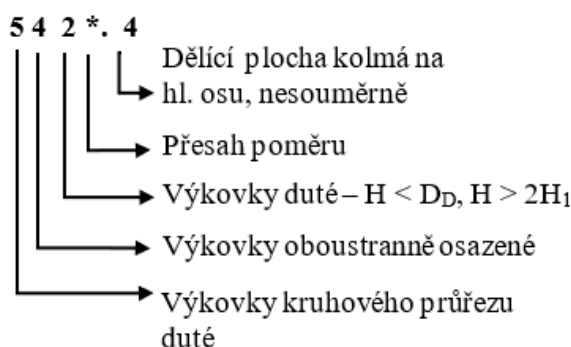 5 4 2 *. 4
Dělící plocha kolmá na
hl. osu, nesouměrně
Přesah poměru
Výkovky duté – H < D_D, H > 2H₁
Výkovky oboustranně osazené
Výkovky kruhového průřezu
duté